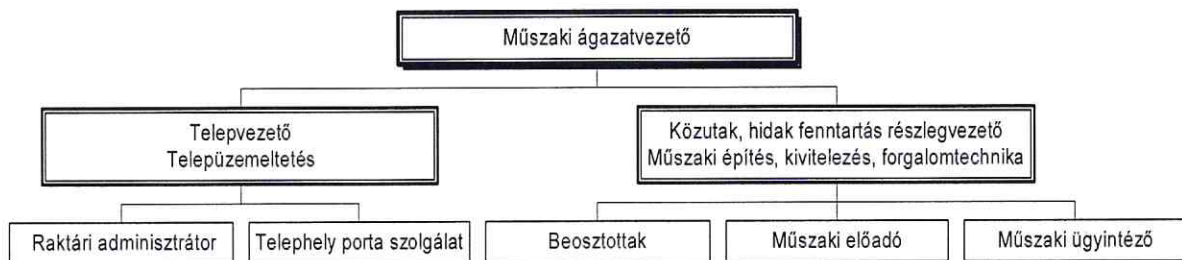 Műszaki ágazatvezető
Telepvezető
Telepüzemeltetés
Közutak, hidak fenntartás részlegvezető
Műszaki építés, kivitelezés, forgalomtechnika
Raktári adminisztrátor
Telephely porta szolgálat
Beosztottak
Műszaki előadó
Műszaki ügyintéző